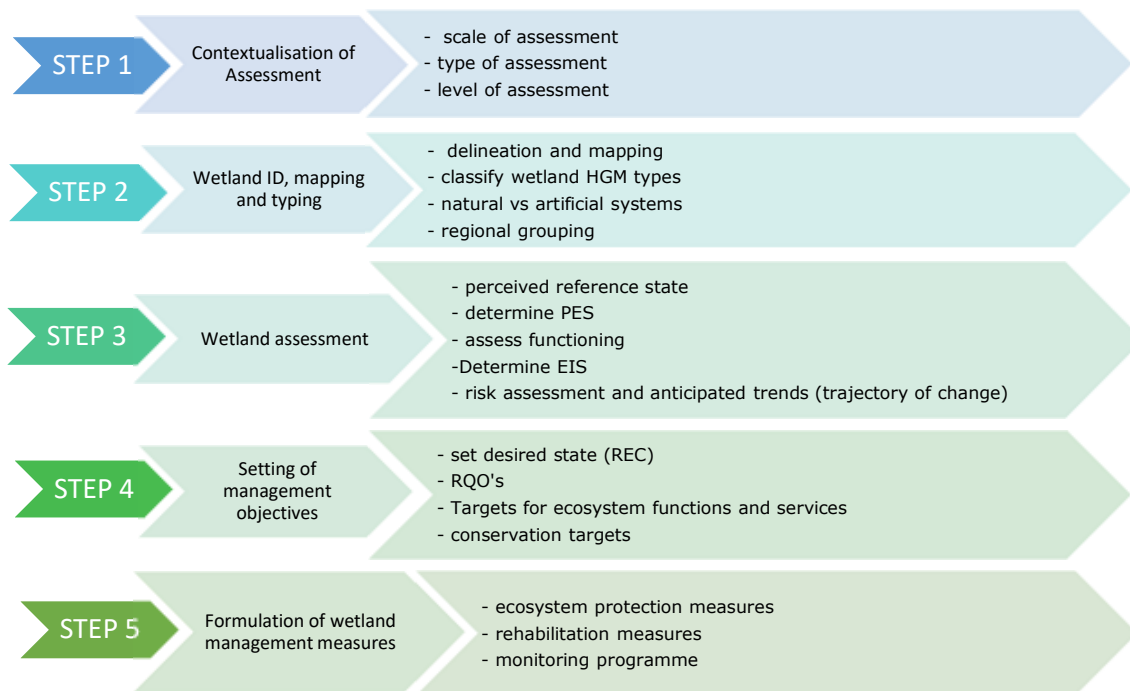 STEP 1
Contextualisation of
Assessment
- scale of assessment
- type of assessment
- level of assessment
STEP 2
Wetland ID, mapping
and typing
- delineation and mapping
- classify wetland HGM types
- natural vs artificial systems
- regional grouping
STEP 3
Wetland assessment
- perceived reference state
- determine PES
- assess functioning
-Determine EIS
- risk assessment and anticipated trends (trajectory of change)
STEP 4
Setting of
management
objectives
- set desired state (REC)
- RQO's
- Targets for ecosystem functions and services
- conservation targets
STEP 5
Formulation of wetland
management measures
- ecosystem protection measures
- rehabilitation measures
- monitoring programme